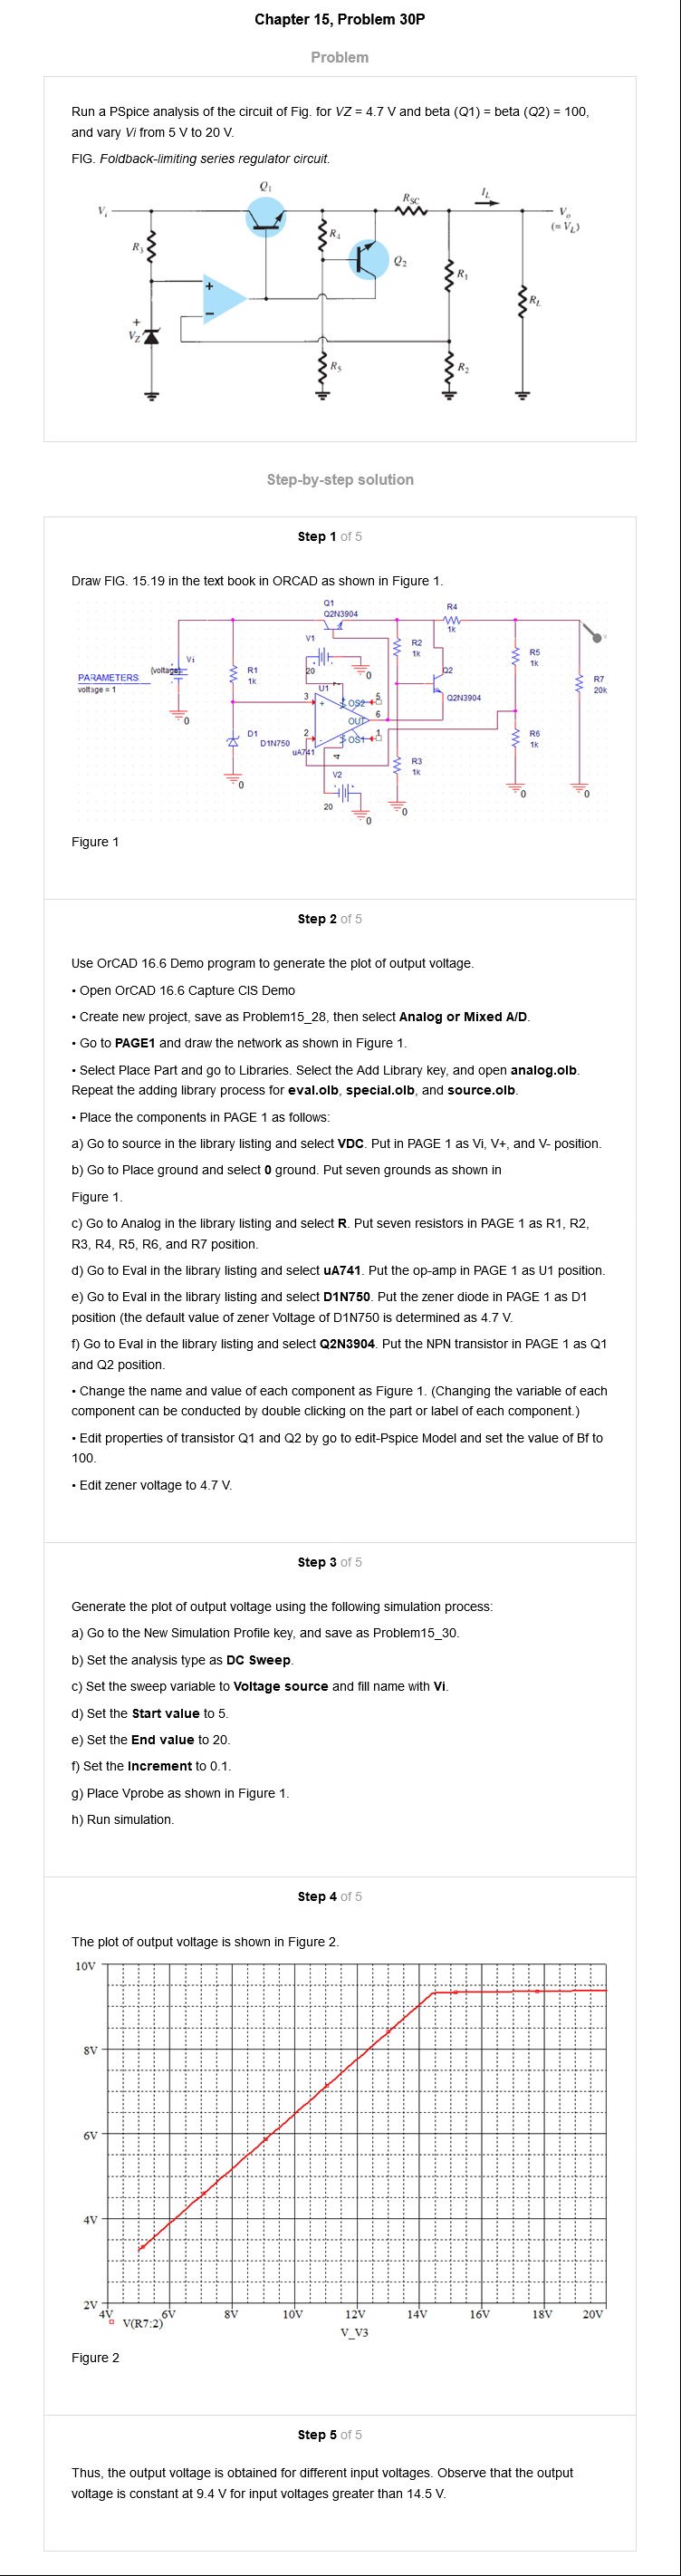 Chapter 15, Problem 30P
Problem
Run a PSpice analysis of the circuit of Fig. for VZ = 4.7 V and beta (Q1) = beta (Q2) = 100,
and vary Vi from 5 V to 20 V.
FIG. Foldback-limiting series regulator circuit.
Q1
RSC
IL
Vi
Vo
(= VL)
R3
R4
Q2
R1
+
−
RL
+
VZ
R5
R2
Step-by-step solution
Step 1 of 5
Draw FIG. 15.19 in the text book in ORCAD as shown in Figure 1.
Q1
Q2N3904
R4
1k
V1
20
Vi
{voltage}
PARAMETERS
voltage = 1
R1
1k
R2
1k
R5
1k
Q2
Q2N3904
R7
20k
U1
3
+
7
OS2
5
OUT
6
2
-
OS1
1
4
uA741
0
0
D1
D1N750
R6
1k
R3
1k
V2
20
0
0
0
0
0
Figure 1
Step 2 of 5
Use OrCAD 16.6 Demo program to generate the plot of output voltage.
• Open OrCAD 16.6 Capture CIS Demo
• Create new project, save as Problem15_28, then select Analog or Mixed A/D.
• Go to PAGE1 and draw the network as shown in Figure 1.
• Select Place Part and go to Libraries. Select the Add Library key, and open analog.olb.
Repeat the adding library process for eval.olb, special.olb, and source.olb.
• Place the components in PAGE 1 as follows:
a) Go to source in the library listing and select VDC. Put in PAGE 1 as Vi, V+, and V- position.
b) Go to Place ground and select 0 ground. Put seven grounds as shown in
Figure 1.
c) Go to Analog in the library listing and select R. Put seven resistors in PAGE 1 as R1, R2,
R3, R4, R5, R6, and R7 position.
d) Go to Eval in the library listing and select uA741. Put the op-amp in PAGE 1 as U1 position.
e) Go to Eval in the library listing and select D1N750. Put the zener diode in PAGE 1 as D1
position (the default value of zener Voltage of D1N750 is determined as 4.7 V.
f) Go to Eval in the library listing and select Q2N3904. Put the NPN transistor in PAGE 1 as Q1
and Q2 position.
• Change the name and value of each component as Figure 1. (Changing the variable of each
component can be conducted by double clicking on the part or label of each component.)
• Edit properties of transistor Q1 and Q2 by go to edit-Pspice Model and set the value of Bf to
100.
• Edit zener voltage to 4.7 V.
Step 3 of 5
Generate the plot of output voltage using the following simulation process:
a) Go to the New Simulation Profile key, and save as Problem15_30.
b) Set the analysis type as DC Sweep.
c) Set the sweep variable to Voltage source and fill name with Vi.
d) Set the Start value to 5.
e) Set the End value to 20.
f) Set the Increment to 0.1.
g) Place Vprobe as shown in Figure 1.
h) Run simulation.
Step 4 of 5
The plot of output voltage is shown in Figure 2.
10V
8V
6V
4V
2V
4V 6V 8V 10V 12V 14V 16V 18V 20V
V(R7:2)
V_V3
Figure 2
Step 5 of 5
Thus, the output voltage is obtained for different input voltages. Observe that the output
voltage is constant at 9.4 V for input voltages greater than 14.5 V.